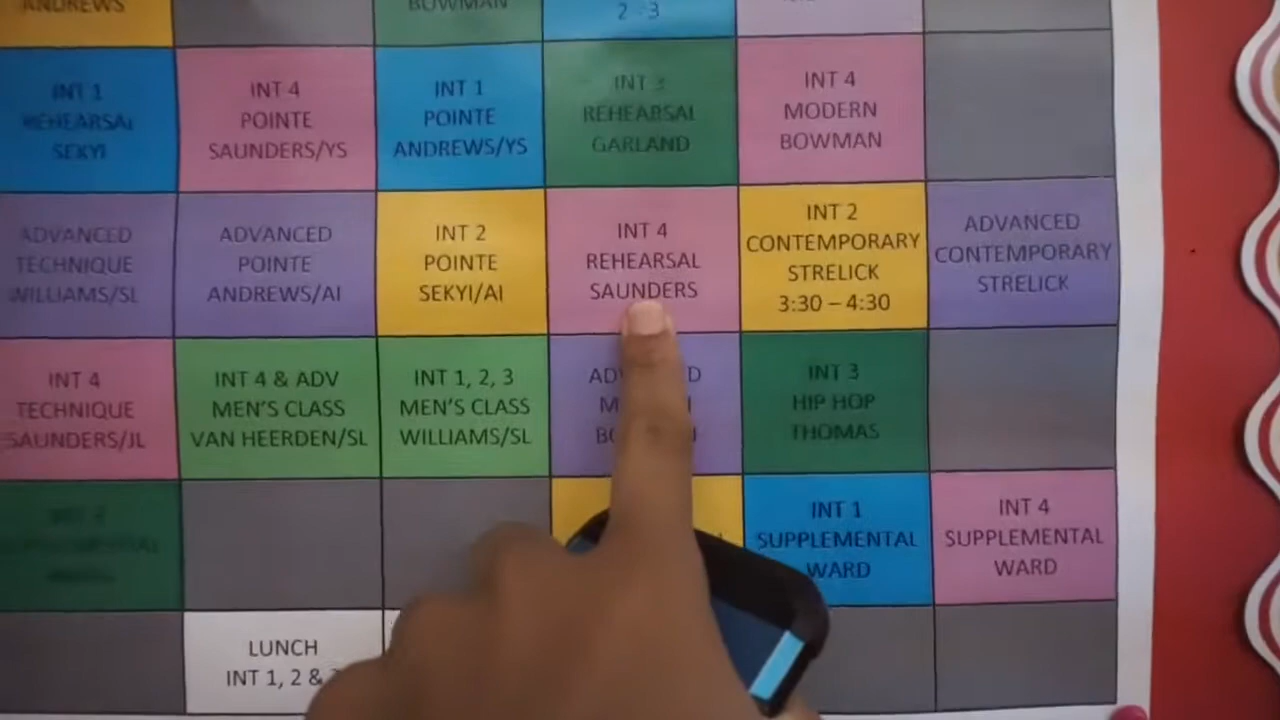 ANDREWS
BOWMAN
INT 1
REHEARSAL
SEKYI
INT 4
POINTE
SAUNDERS/YS
INT 1
POINTE
ANDREWS/YS
INT 3
REHEARSAL
GARLAND
INT 4
MODERN
BOWMAN
ADVANCED
TECHNIQUE
WILLIAMS/SL
ADVANCED
POINTE
ANDREWS/AI
INT 2
POINTE
SEKYI/AI
INT 4
REHEARSAL
SAUNDERS
INT 2
CONTEMPORARY
STRELICK
3:30 – 4:30
ADVANCED
CONTEMPORARY
STRELICK
INT 4
TECHNIQUE
SAUNDERS/JL
INT 4 & ADV
MEN'S CLASS
VAN HEERDEN/SL
INT 1, 2, 3
MEN'S CLASS
WILLIAMS/SL
INT 3
HIP HOP
THOMAS
INT 1
SUPPLEMENTAL
WARD
INT 4
SUPPLEMENTAL
WARD
LUNCH
INT 1, 2 &